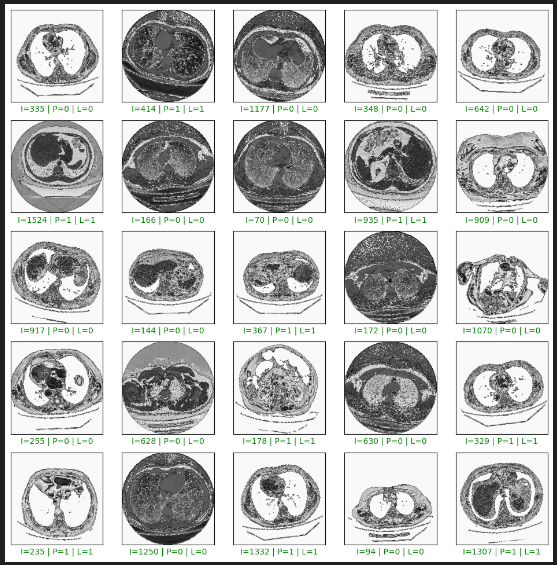 I=335 | P=0 | L=0 I=414 | P=1 | L=1 I=1177 | P=0 | L=0 I=348 | P=0 | L=0 I=642 | P=0 | L=0
I=1524 | P=1 | L=1 I=166 | P=0 | L=0 I=70 | P=0 | L=0 I=935 | P=1 | L=1 I=909 | P=0 | L=0
I=917 | P=0 | L=0 I=144 | P=0 | L=0 I=367 | P=1 | L=1 I=172 | P=0 | L=0 I=1070 | P=0 | L=0
I=255 | P=0 | L=0 I=628 | P=0 | L=0 I=178 | P=1 | L=1 I=630 | P=0 | L=0 I=329 | P=1 | L=1
I=235 | P=1 | L=1 I=1250 | P=0 | L=0 I=1332 | P=1 | L=1 I=94 | P=0 | L=0 I=1307 | P=1 | L=1